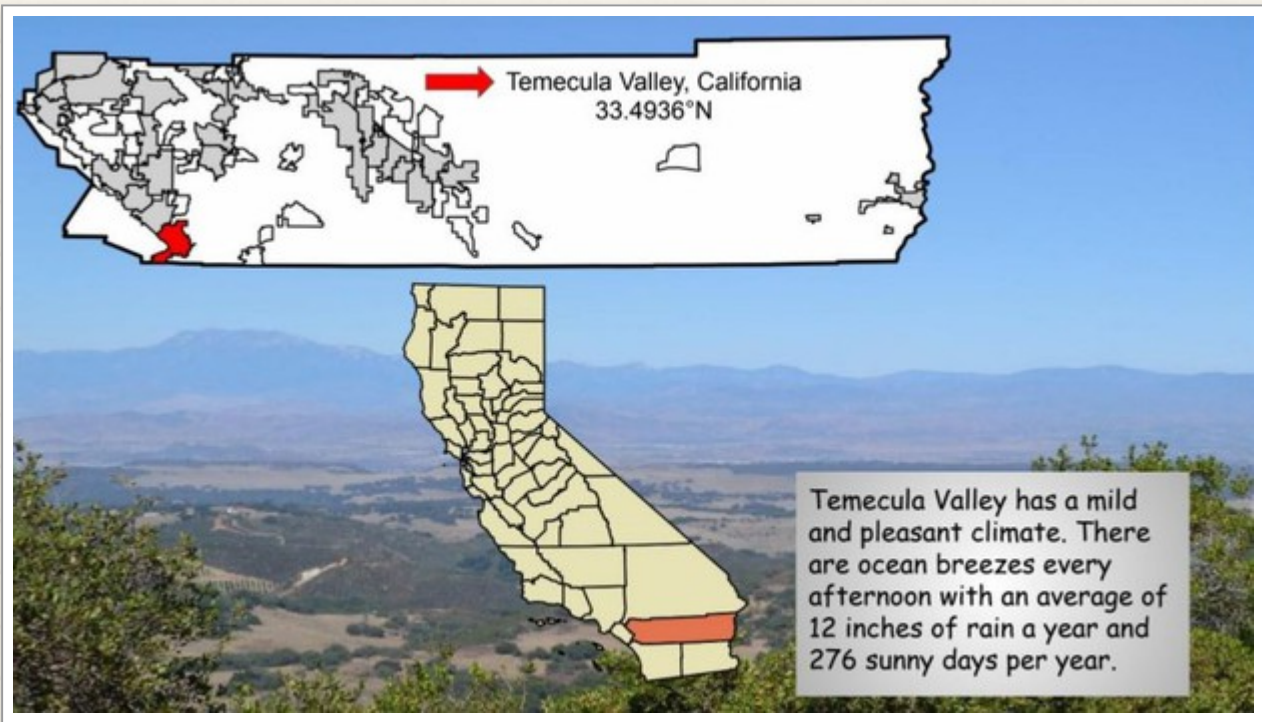 Temecula Valley, California
33.4936°N
Temecula Valley has a mild
and pleasant climate. There
are ocean breezes every
afternoon with an average of
12 inches of rain a year and
276 sunny days per year.